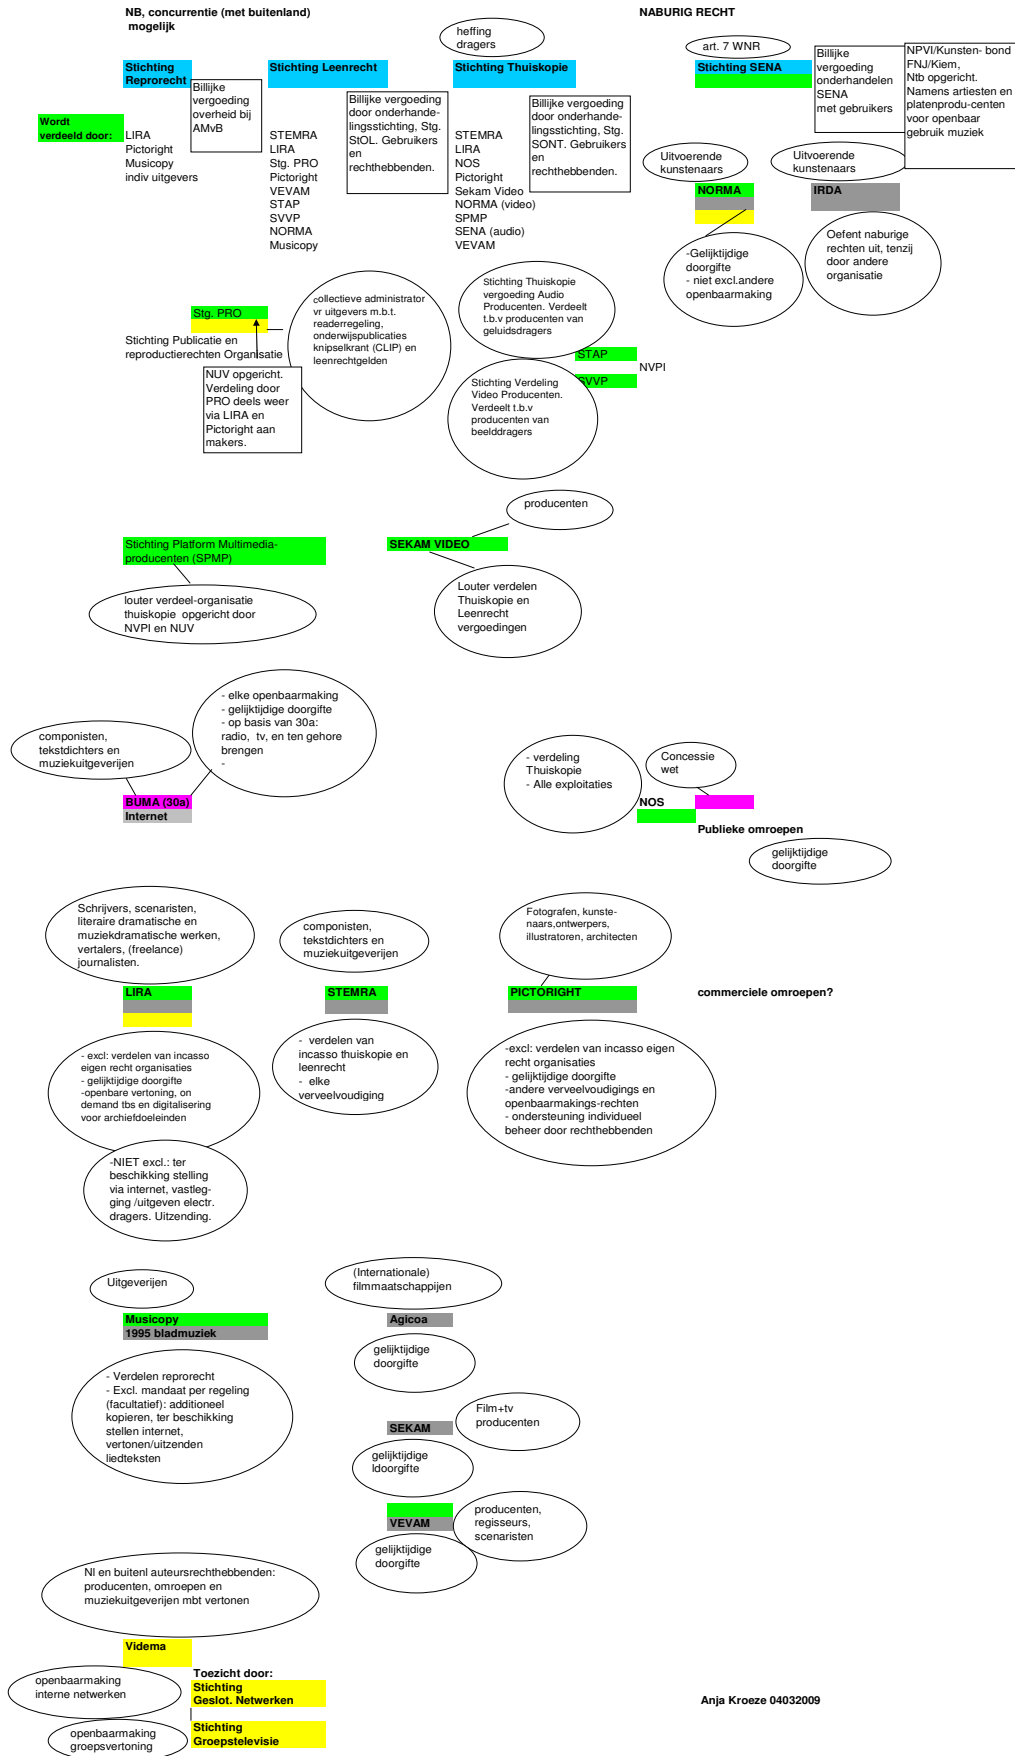 NB, concurrentie (met buitenland)
mogelijk
NABURIG RECHT
heffing
dragers
art. 7 WNR
Stichting
Reprorecht
Stichting Leenrecht
Stichting Thuiskopie
Stichting SENA
Billijke
vergoeding
overheid bij
AMvB
Billijke vergoeding
door onderhande-
lingsstichting, Stg.
StOL. Gebruikers
en
rechthebbenden.
Billijke vergoeding
door onderhande-
lingsstichting, Stg.
SONT. Gebruikers
en
rechthebbenden.
Billijke
vergoeding
onderhandelen
SENA
met gebruikers
NPVI/Kunsten- bond
FNJ/Kiem,
Ntb opgericht.
Namens artiesten en
platenprodu-centen
voor openbaar
gebruik muziek
Wordt
verdeeld door:
LIRA
Pictoright
Musicopy
indiv uitgevers
STEMRA
LIRA
Stg. PRO
Pictoright
VEVAM
STAP
SVVP
NORMA
Musicopy
STEMRA
LIRA
NOS
Pictoright
Sekam Video
NORMA (video)
SPMP
SENA (audio)
VEVAM
Uitvoerende
kunstenaars
Uitvoerende
kunstenaars
NORMA
IRDA
-Gelijktijdige
doorgifte
- niet excl.andere
openbaarmaking
Oefent naburige
rechten uit, tenzij
door andere
organisatie
Stg. PRO
Stichting Publicatie en
reproductierechten Organisatie
NUV opgericht.
Verdeling door
PRO deels weer
via LIRA en
Pictoright aan
makers.
collectieve administrator
vr uitgevers m.b.t.
readerregeling,
onderwijspublicaties
knipselkrant (CLIP) en
leenrechtgelden
Stichting Thuiskopie
vergoeding Audio
Producenten. Verdeelt
t.b.v producenten van
geluidsdragers
STAP
NVPI
SVVP
Stichting Verdeling
Video Producenten.
Verdeelt t.b.v
producenten van
beelddragers
producenten
Stichting Platform Multimedia-
producenten (SPMP)
SEKAM VIDEO
louter verdeel-organisatie
thuiskopie  opgericht door
NVPI en NUV
Louter verdelen
Thuiskopie en
Leenrecht
vergoedingen
- elke openbaarmaking
- gelijktijdige doorgifte
- op basis van 30a:
radio,  tv, en ten gehore
brengen
-
componisten,
tekstdichters en
muziekuitgeverijen
BUMA (30a)
Internet
- verdeling
Thuiskopie
- Alle exploitaties
Concessie
wet
NOS
Publieke omroepen
gelijktijdige
doorgifte
Schrijvers, scenaristen,
literaire dramatische en
muziekdramatische werken,
vertalers, (freelance)
journalisten.
componisten,
tekstdichters en
muziekuitgeverijen
Fotografen, kunste-
naars,ontwerpers,
illustratoren, architecten
LIRA
STEMRA
PICTORIGHT
commerciele omroepen?
- excl: verdelen van incasso
eigen recht organisaties
- gelijktijdige doorgifte
-openbare vertoning, on
demand tbs en digitalisering
voor archiefdoeleinden
-  verdelen van
incasso thuiskopie en
leenrecht
-  elke
verveelvoudiging
-excl: verdelen van incasso eigen
recht organisaties
- gelijktijdige doorgifte
-andere verveelvoudigings en
openbaarmakings-rechten
- ondersteuning individueel
beheer door rechthebbenden
-NIET excl.: ter
beschikking stelling
via internet, vastleg-
ging /uitgeven electr.
dragers. Uitzending.
Uitgeverijen
(Internationale)
filmmaatschappijen
Musicopy
1995 bladmuziek
Agicoa
gelijktijdige
doorgifte
- Verdelen reprorecht
- Excl. mandaat per regeling
(facultatief): additioneel
kopieren, ter beschikking
stellen internet,
vertonen/uitzenden
liedteksten
Film+tv
producenten
SEKAM
gelijktijdige
ldoorgifte
producenten,
regisseurs,
scenaristen
VEVAM
gelijktijdige
doorgifte
Nl en buitenl auteursrechthebbenden:
producenten, omroepen en
muziekuitgeverijen mbt vertonen
Videma
Toezicht door:
openbaarmaking
interne netwerken
Stichting
Geslot. Netwerken
Anja Kroeze 04032009
openbaarmaking
groepsvertoning
Stichting
Groepstelevisie